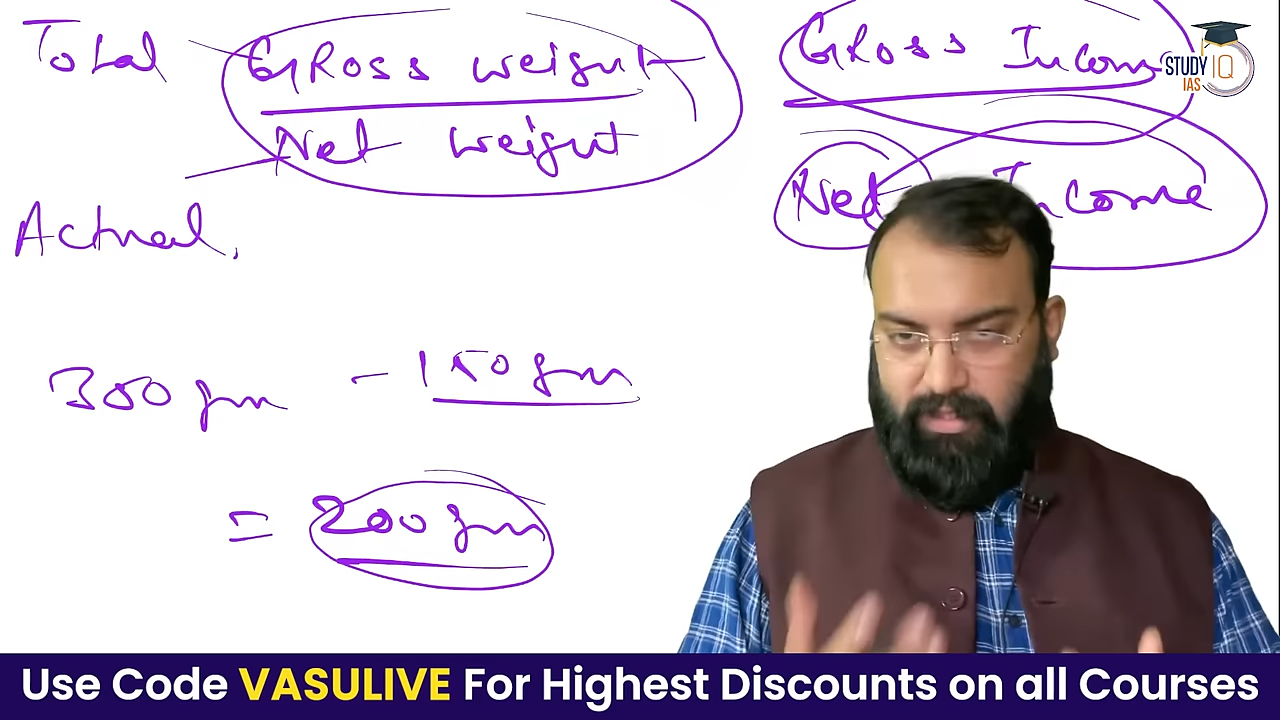 Total Gross weight
Net weight
Actual,
Gross Incom
Net Income
300 gm - 150 gm
= 200 gm
STUDY IQ
IAS
Use Code VASULIVE For Highest Discounts on all Courses